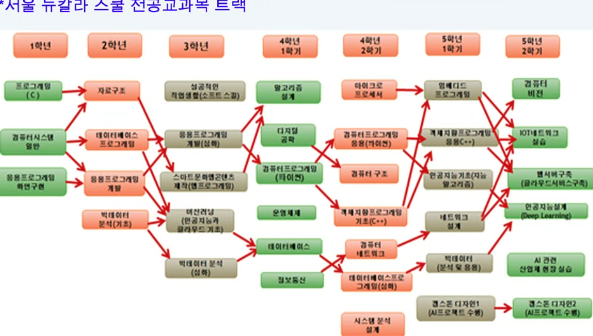 *서울 뉴칼라 스쿨 전공교과목 트랙
1학년
2학년
3학년
4학년
1학기
4학년
2학기
5학년
1학기
5학년
2학기
프로그래밍
( C )
컴퓨터시스템
일반
응용프로그래밍
화면구현
자료구조
데이터베이스
프로그래밍
응용프로그래밍
개발
빅데이터
분석(기초)
성공적인
직업생활(소프트스킬)
응용프로그래밍
개발(심화)
스마트문화앱콘텐츠
제작(앱프로그래밍)
머신러닝
(인공지능과
클라우드 기초)
빅데이터 분석
(심화)
알고리즘
설계
디지털
공학
컴퓨터프로그래밍
(파이썬)
운영체제
데이터베이스
정보통신
마이크로
프로세서
컴퓨터프로그래밍
응용(파이썬)
컴퓨터 구조
객체지향프로그래밍
기초(C++)
컴퓨터
네트워크
데이터베이스프로
그래밍(심화)
시스템 분석
설계
임베디드
프로그래밍
객체지향프로그래밍
응용(C++)
인공지능기초(지능
알고리즘)
네트워크
설계
빅데이터
(분석 및 응용)
캡스톤 디자인1
(AI프로젝트 수행)
컴퓨터
비전
IOT네트워크
실습
웹서버구축
(클라우드서비스구축)
인공지능설계
(Deep Learning)
AI 관련
산업체 현장 실습
캡스톤 디자인2
(AI프로젝트 수행)